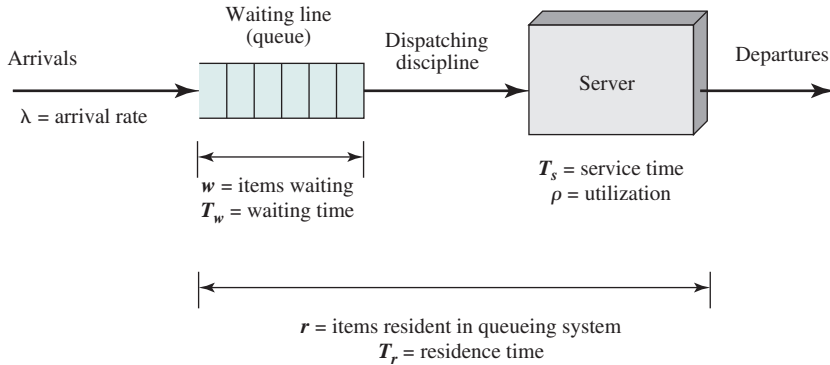 Waiting line
(queue)
Dispatching
discipline
Arrivals
Server
Departures
λ = arrival rate
w = items waiting
T_w = waiting time
T_s = service time
ρ = utilization
r = items resident in queueing system
T_r = residence time